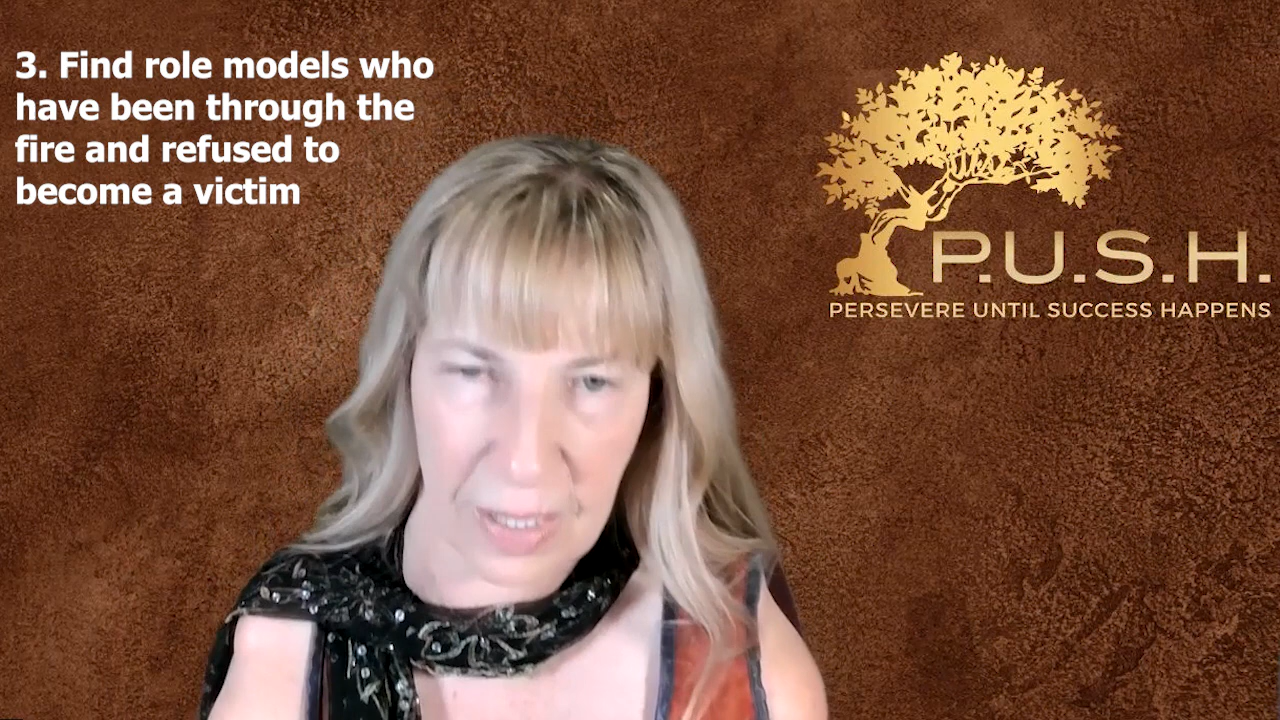 3. Find role models who
have been through the
fire and refused to
become a victim
P.U.S.H.
PERSEVERE UNTIL SUCCESS HAPPENS